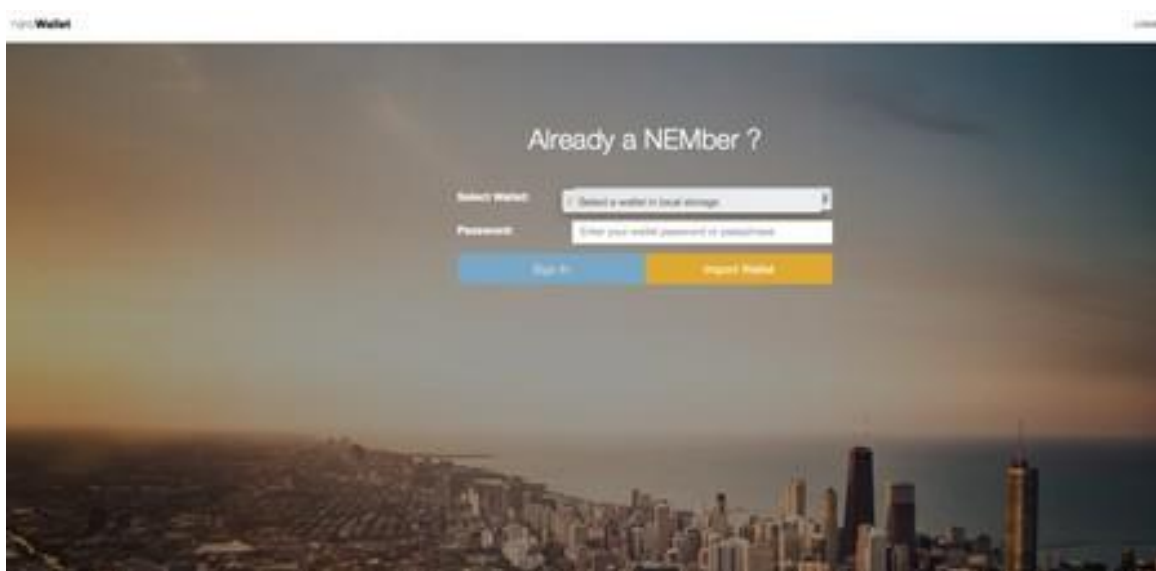 Wallet
Already a NEMber ?
Select Wallet:
Select a wallet in local storage
Password:
Enter your wallet password or passphrase
Sign In
Import Wallet